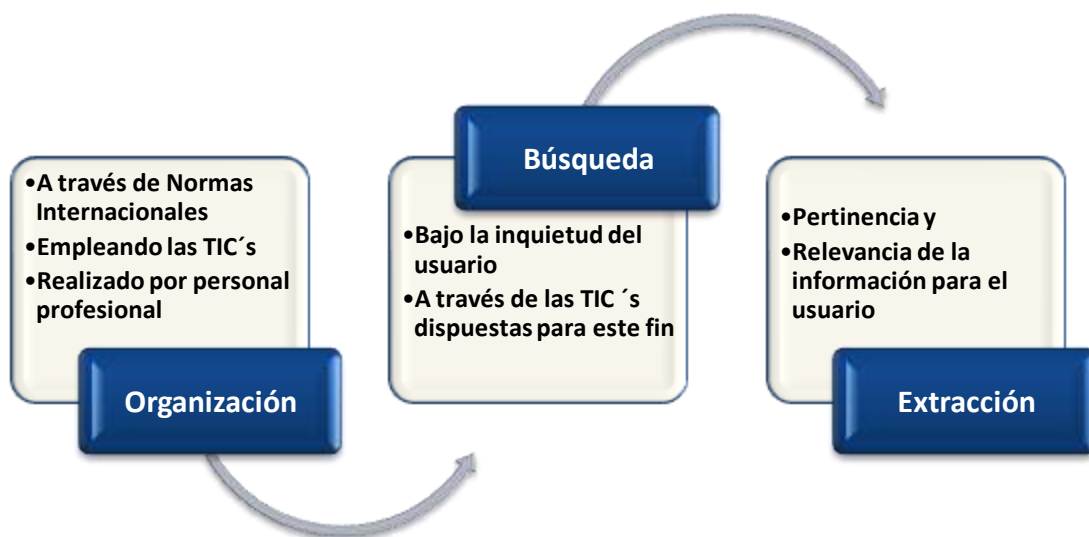 •A través de Normas
Internacionales
•Empleando las TIC´s
•Realizado por personal
profesional
Organización
Búsqueda
•Bajo la inquietud del
usuario
•A través de las TIC ´s
dispuestas para este fin
•Pertinencia y
•Relevancia de la
información para el
usuario
Extracción